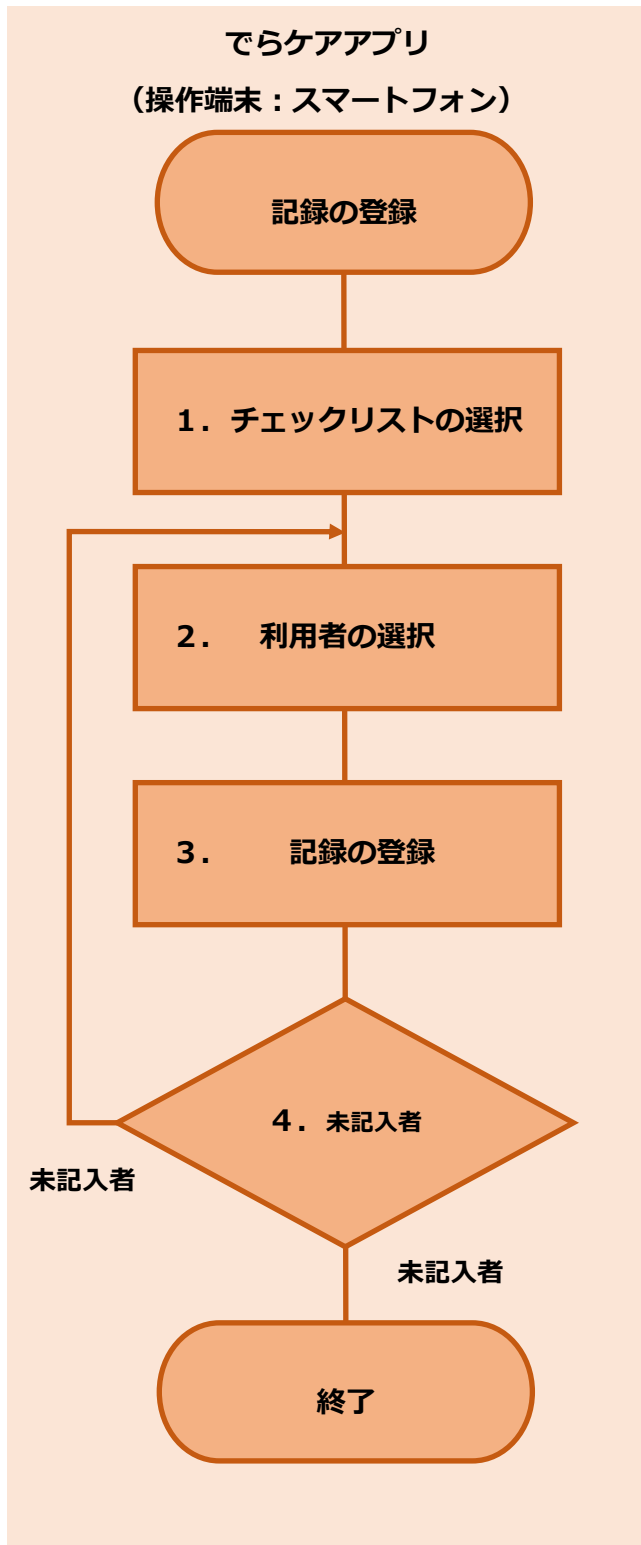 でらケアアプリ
（操作端末：スマートフォン）
記録の登録
１．チェックリストの選択
２．　利用者の選択
３．　　記録の登録
４．未記入者
未記入者
未記入者
終了